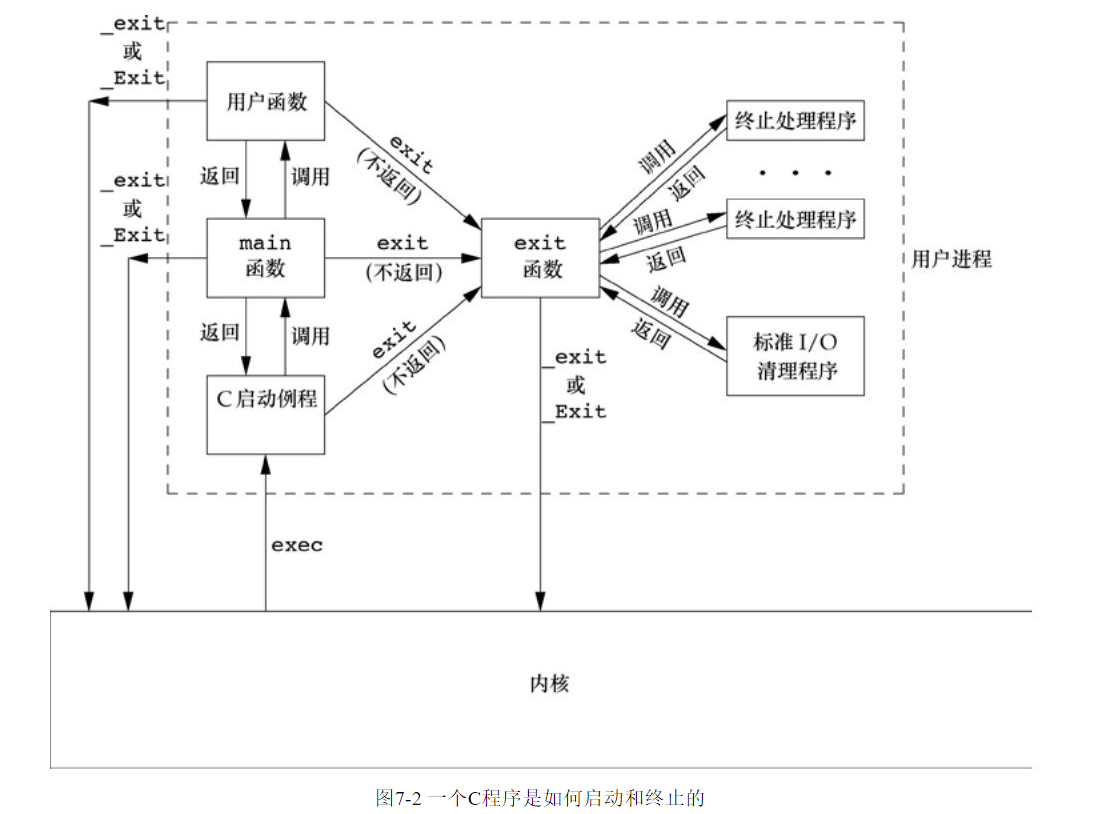 _exit
或
_Exit
用户函数
返回
调用
exit
(不返回)
_exit
或
_Exit
main
函数
exit
(不返回)
返回
调用
C启动例程
exit
(不返回)
exec
exit
函数
_exit
或
_Exit
调用
返回
终止处理程序
. . .
调用
返回
终止处理程序
调用
返回
标准 I/O
清理程序
用户进程
内核
图7-2 一个C程序是如何启动和终止的